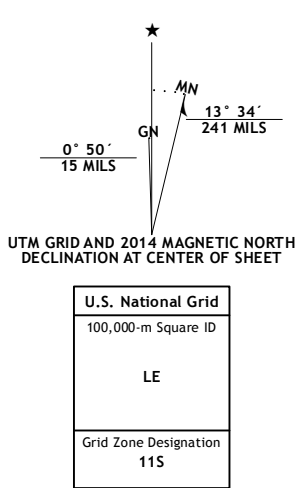 ★
MN
GN
13° 34´
241 MILS
0° 50´
15 MILS
UTM GRID AND 2014 MAGNETIC NORTH
DECLINATION AT CENTER OF SHEET
U.S. National Grid
100,000-m Square ID
LE
Grid Zone Designation
11S